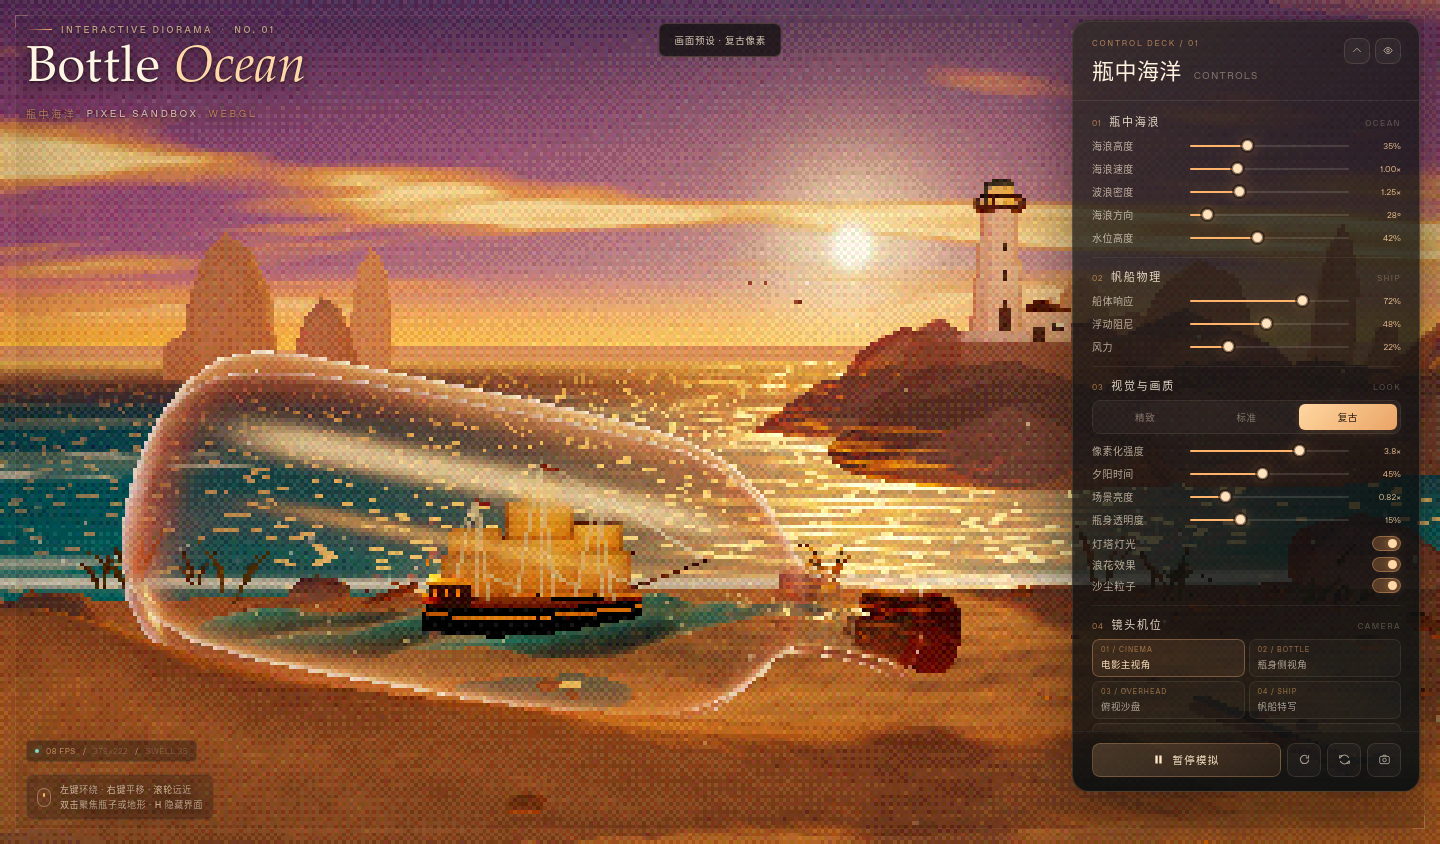 INTERACTIVE DIORAMA · NO. 01
Bottle Ocean
瓶中海洋 PIXEL SANDBOX WEBGL
画面预设 · 复古像素
CONTROL DECK / 01
瓶中海洋 CONTROLS
01 瓶中海浪 OCEAN
海浪高度 35%
海浪速度 1.00×
波浪密度 1.25×
海浪方向 28°
水位高度 42%
02 帆船物理 SHIP
船体响应 72%
浮动阻尼 48%
风力 22%
03 视觉与画质 LOOK
精致 标准 复古
像素化强度 3.8×
夕阳时间 45%
场景亮度 0.82×
瓶身透明度 15%
灯塔灯光
浪花效果
沙尘粒子
04 镜头机位 CAMERA
01 / CINEMA
电影主视角
02 / BOTTLE
瓶身侧视角
03 / OVERHEAD
俯视沙盘
04 / SHIP
帆船特写
暂停模拟
08 FPS / 373×222 / SWELL 35
左键环绕 · 右键平移 · 滚轮远近
双击聚焦瓶子或地形 · H 隐藏界面